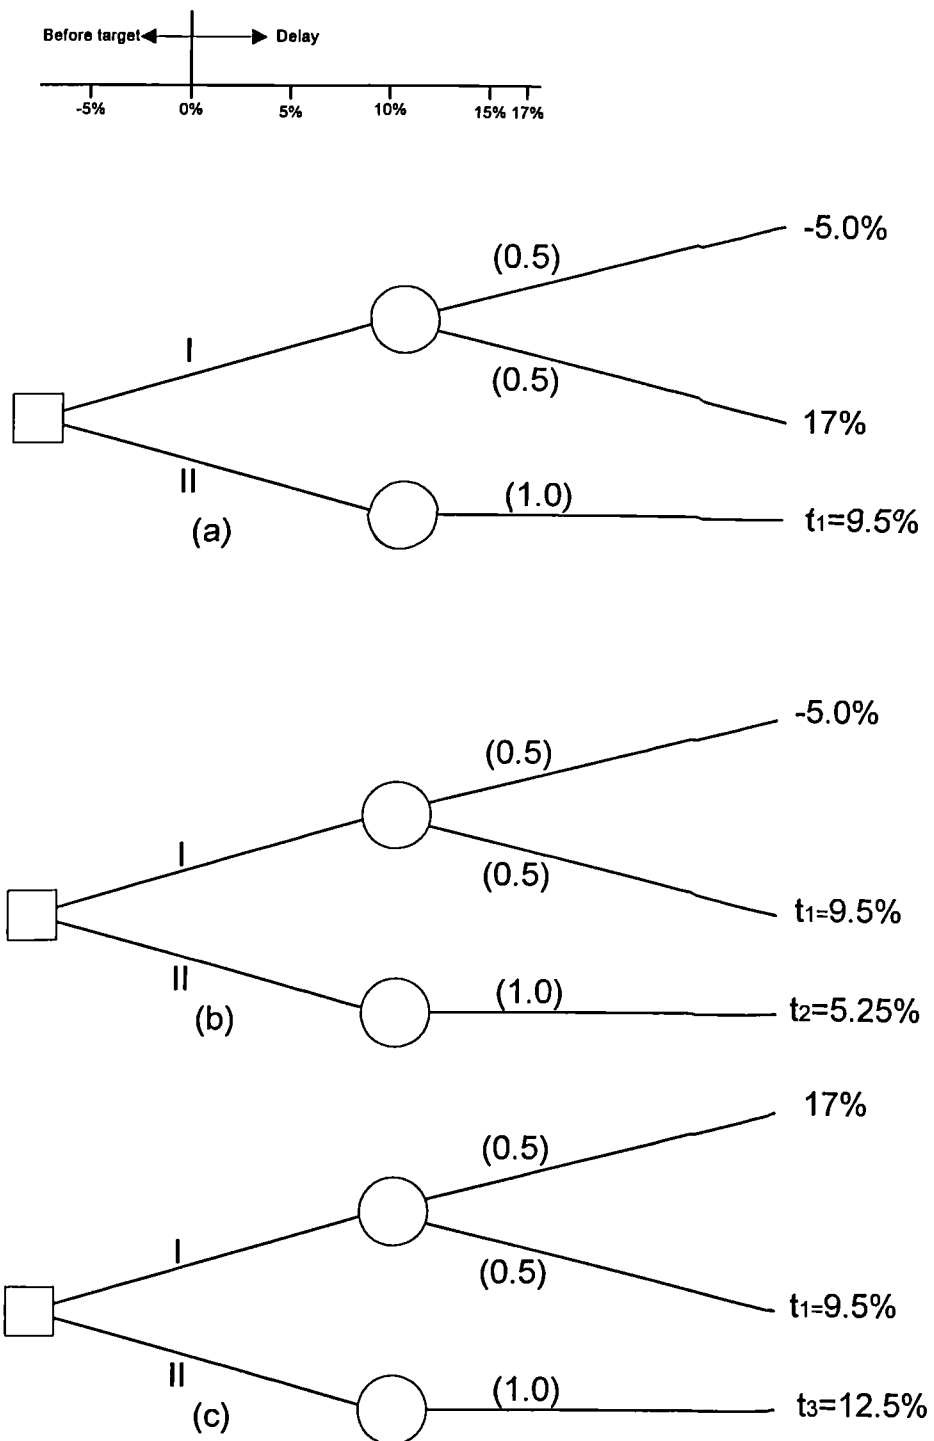 Before target Delay
-5% 0% 5% 10% 15% 17%
-5.0%
(0.5)
I
(0.5)
17%
II
(1.0)
t1=9.5%
(a)
-5.0%
(0.5)
I
(0.5)
t1=9.5%
II
(1.0)
t2=5.25%
(b)
17%
(0.5)
I
(0.5)
t1=9.5%
II
(1.0)
t3=12.5%
(c)